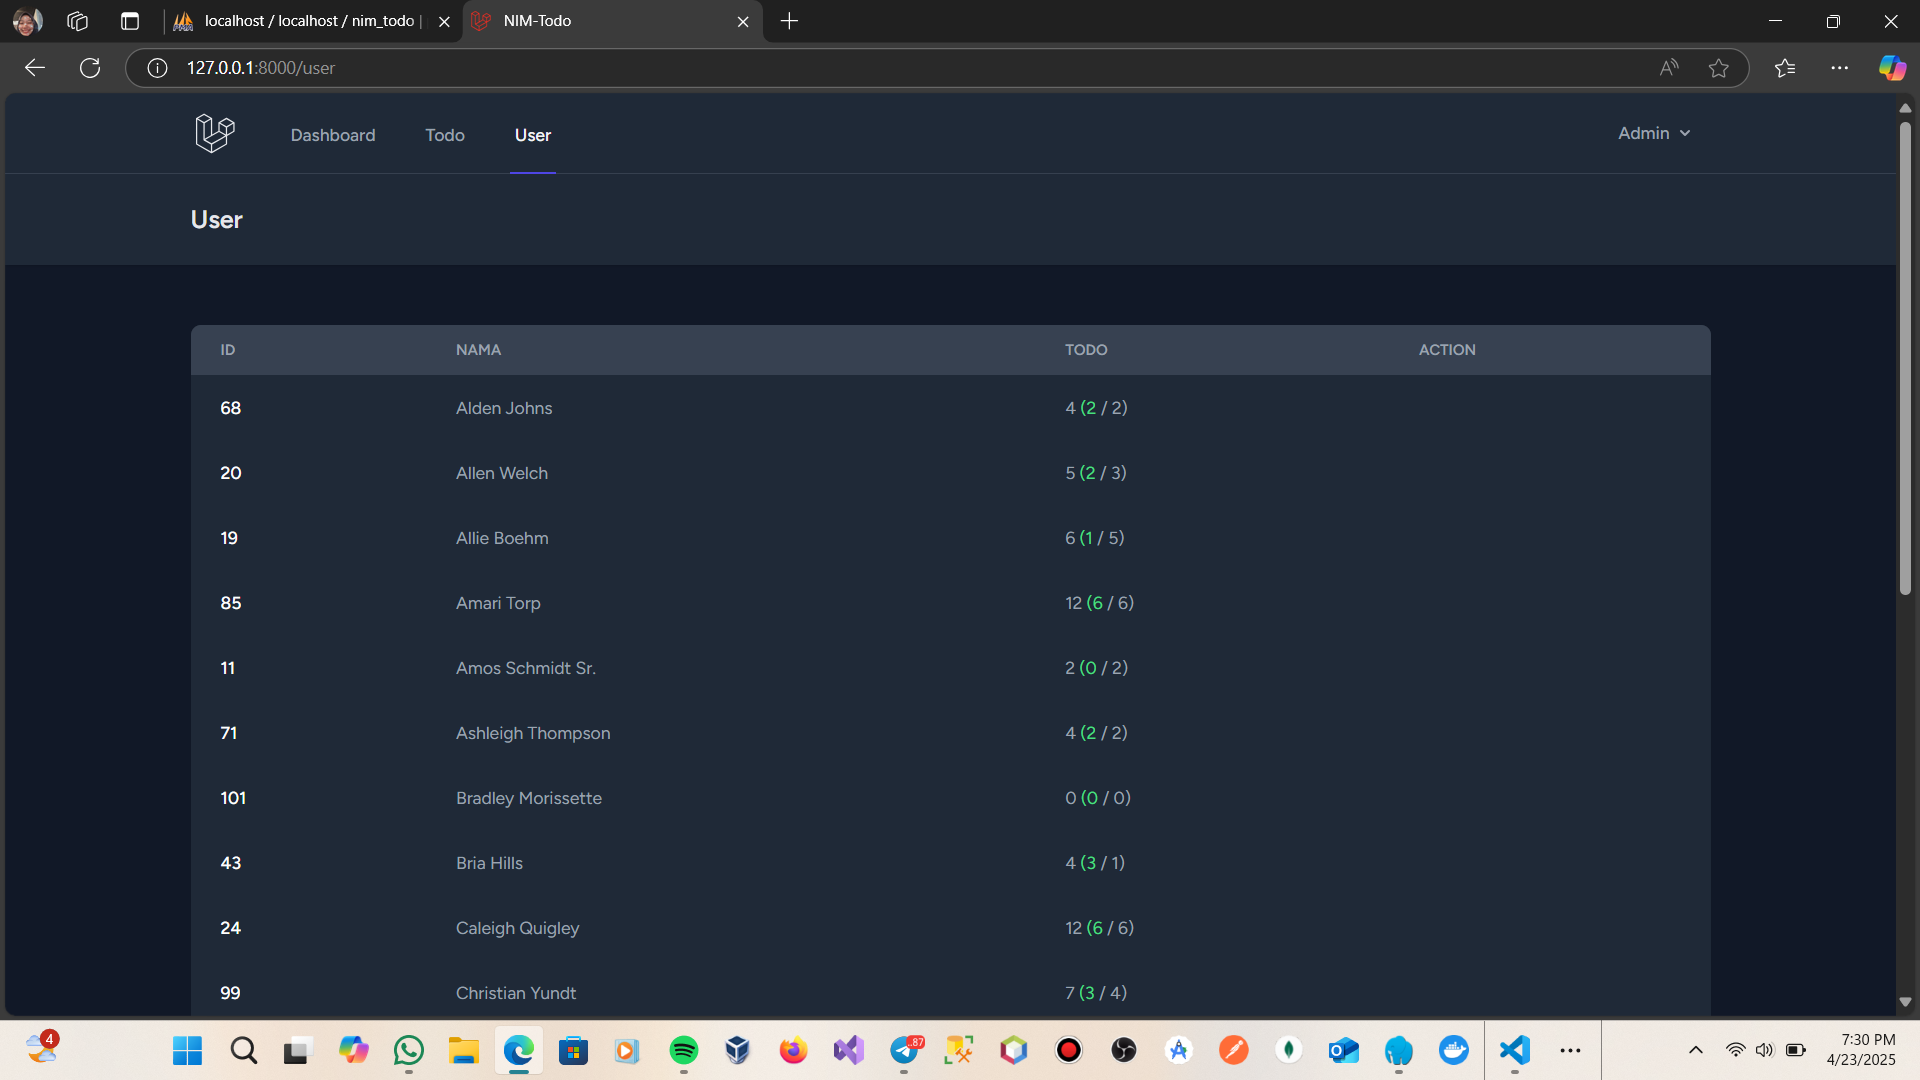 localhost / localhost / nim_todo |
NIM-Todo
127.0.0.1:8000/user
Dashboard
Todo
User
Admin
User
ID NAMA TODO ACTION
68 Alden Johns 4 (2 / 2)
20 Allen Welch 5 (2 / 3)
19 Allie Boehm 6 (1 / 5)
85 Amari Torp 12 (6 / 6)
11 Amos Schmidt Sr. 2 (0 / 2)
71 Ashleigh Thompson 4 (2 / 2)
101 Bradley Morissette 0 (0 / 0)
43 Bria Hills 4 (3 / 1)
24 Caleigh Quigley 12 (6 / 6)
99 Christian Yundt 7 (3 / 4)
4
87
7:30 PM
4/23/2025